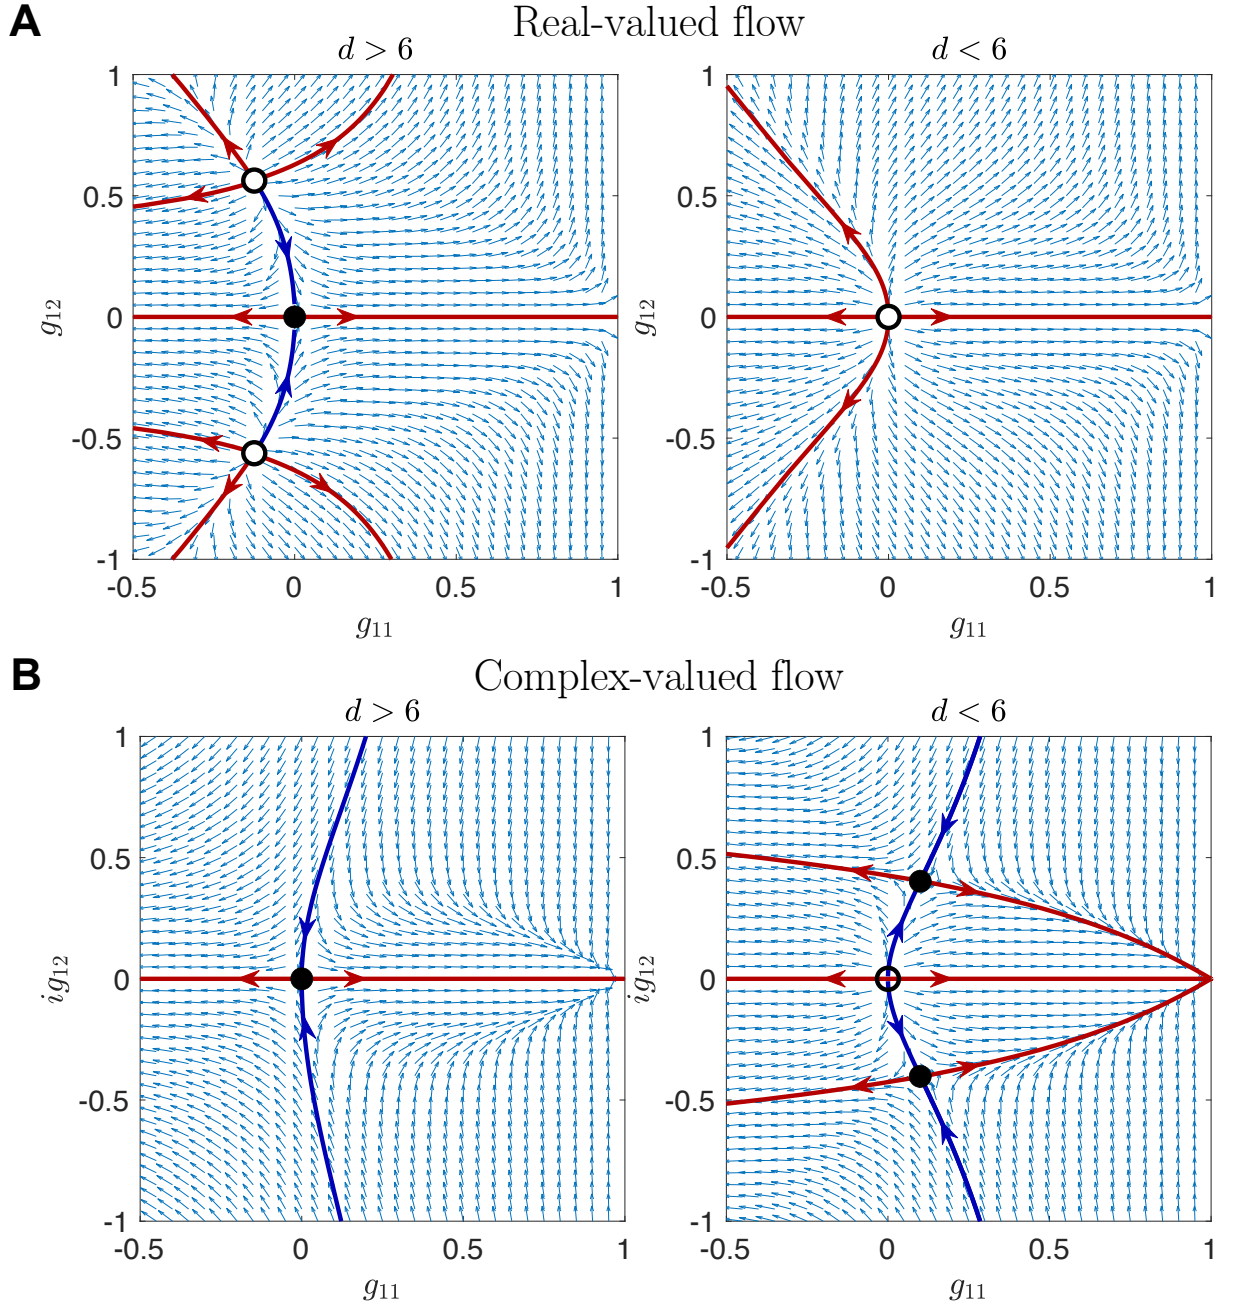 A Real-valued flow
d > 6 d < 6
1 1
0.5 0.5
g₁₂ 0 g₁₂ 0
-0.5 -0.5
-1 -1
-0.5 0 0.5 1 -0.5 0 0.5 1
g₁₁ g₁₁
B Complex-valued flow
d > 6 d < 6
1 1
0.5 0.5
ig₁₂ 0 ig₁₂ 0
-0.5 -0.5
-1 -1
-0.5 0 0.5 1 -0.5 0 0.5 1
g₁₁ g₁₁